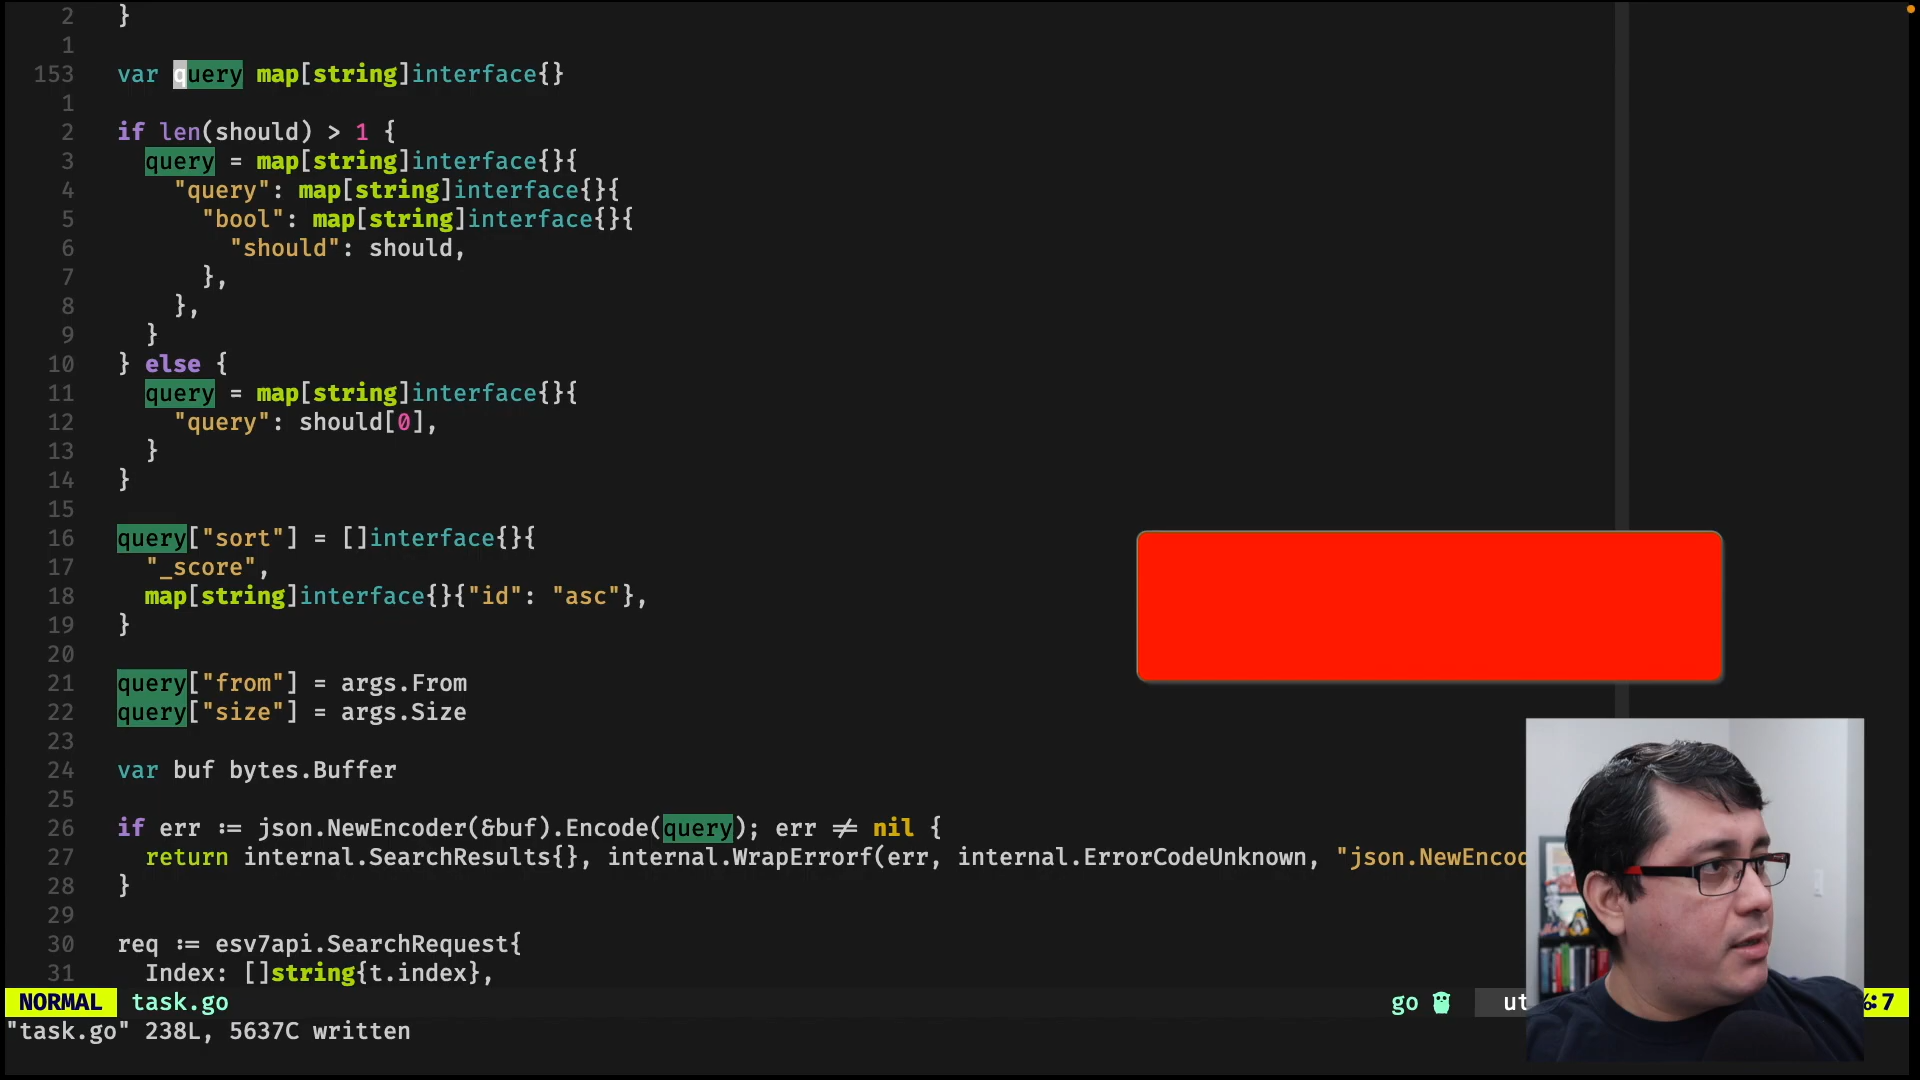 2 }
1
153 var query map[string]interface{}
1
2 if len(should) > 1 {
3 query = map[string]interface{}{
4 "query": map[string]interface{}{
5 "bool": map[string]interface{}{
6 "should": should,
7 },
8 },
9 }
10 } else {
11 query = map[string]interface{}{
12 "query": should[0],
13 }
14 }
15
16 query["sort"] = []interface{}{
17 "_score",
18 map[string]interface{}{"id": "asc"},
19 }
20
21 query["from"] = args.From
22 query["size"] = args.Size
23
24 var buf bytes.Buffer
25
26 if err := json.NewEncoder(&buf).Encode(query); err ≠ nil {
27 return internal.SearchResults{}, internal.WrapErrorf(err, internal.ErrorCodeUnknown, "json.NewEncod
28 }
29
30 req := esv7api.SearchRequest{
31 Index: []string{t.index},
NORMAL task.go go ut :7
"task.go" 238L, 5637C written